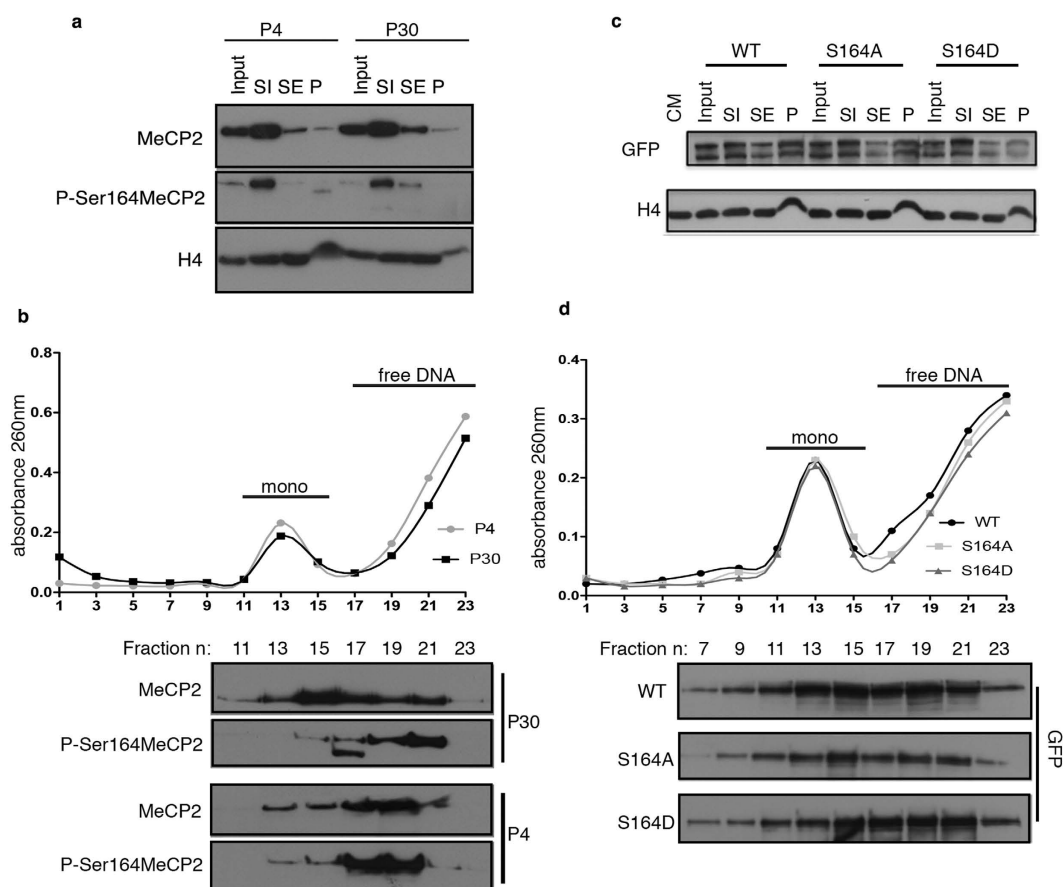 a
P4 P30
Input SI SE P Input SI SE P
MeCP2
P-Ser164MeCP2
H4
b
absorbance 260nm
0.8
0.6
0.4
0.2
0.0
mono
free DNA
P4
P30
1 3 5 7 9 11 13 15 17 19 21 23
Fraction n: 11 13 15 17 19 21 23
MeCP2
P-Ser164MeCP2
P30
MeCP2
P-Ser164MeCP2
P4
c
WT S164A S164D
CM Input SI SE P Input SI SE P Input SI SE P
GFP
H4
d
absorbance 260nm
0.4
0.3
0.2
0.1
0.0
mono
free DNA
WT
S164A
S164D
1 3 5 7 9 11 13 15 17 19 21 23
Fraction n: 7 9 11 13 15 17 19 21 23
WT
S164A
S164D
GFP